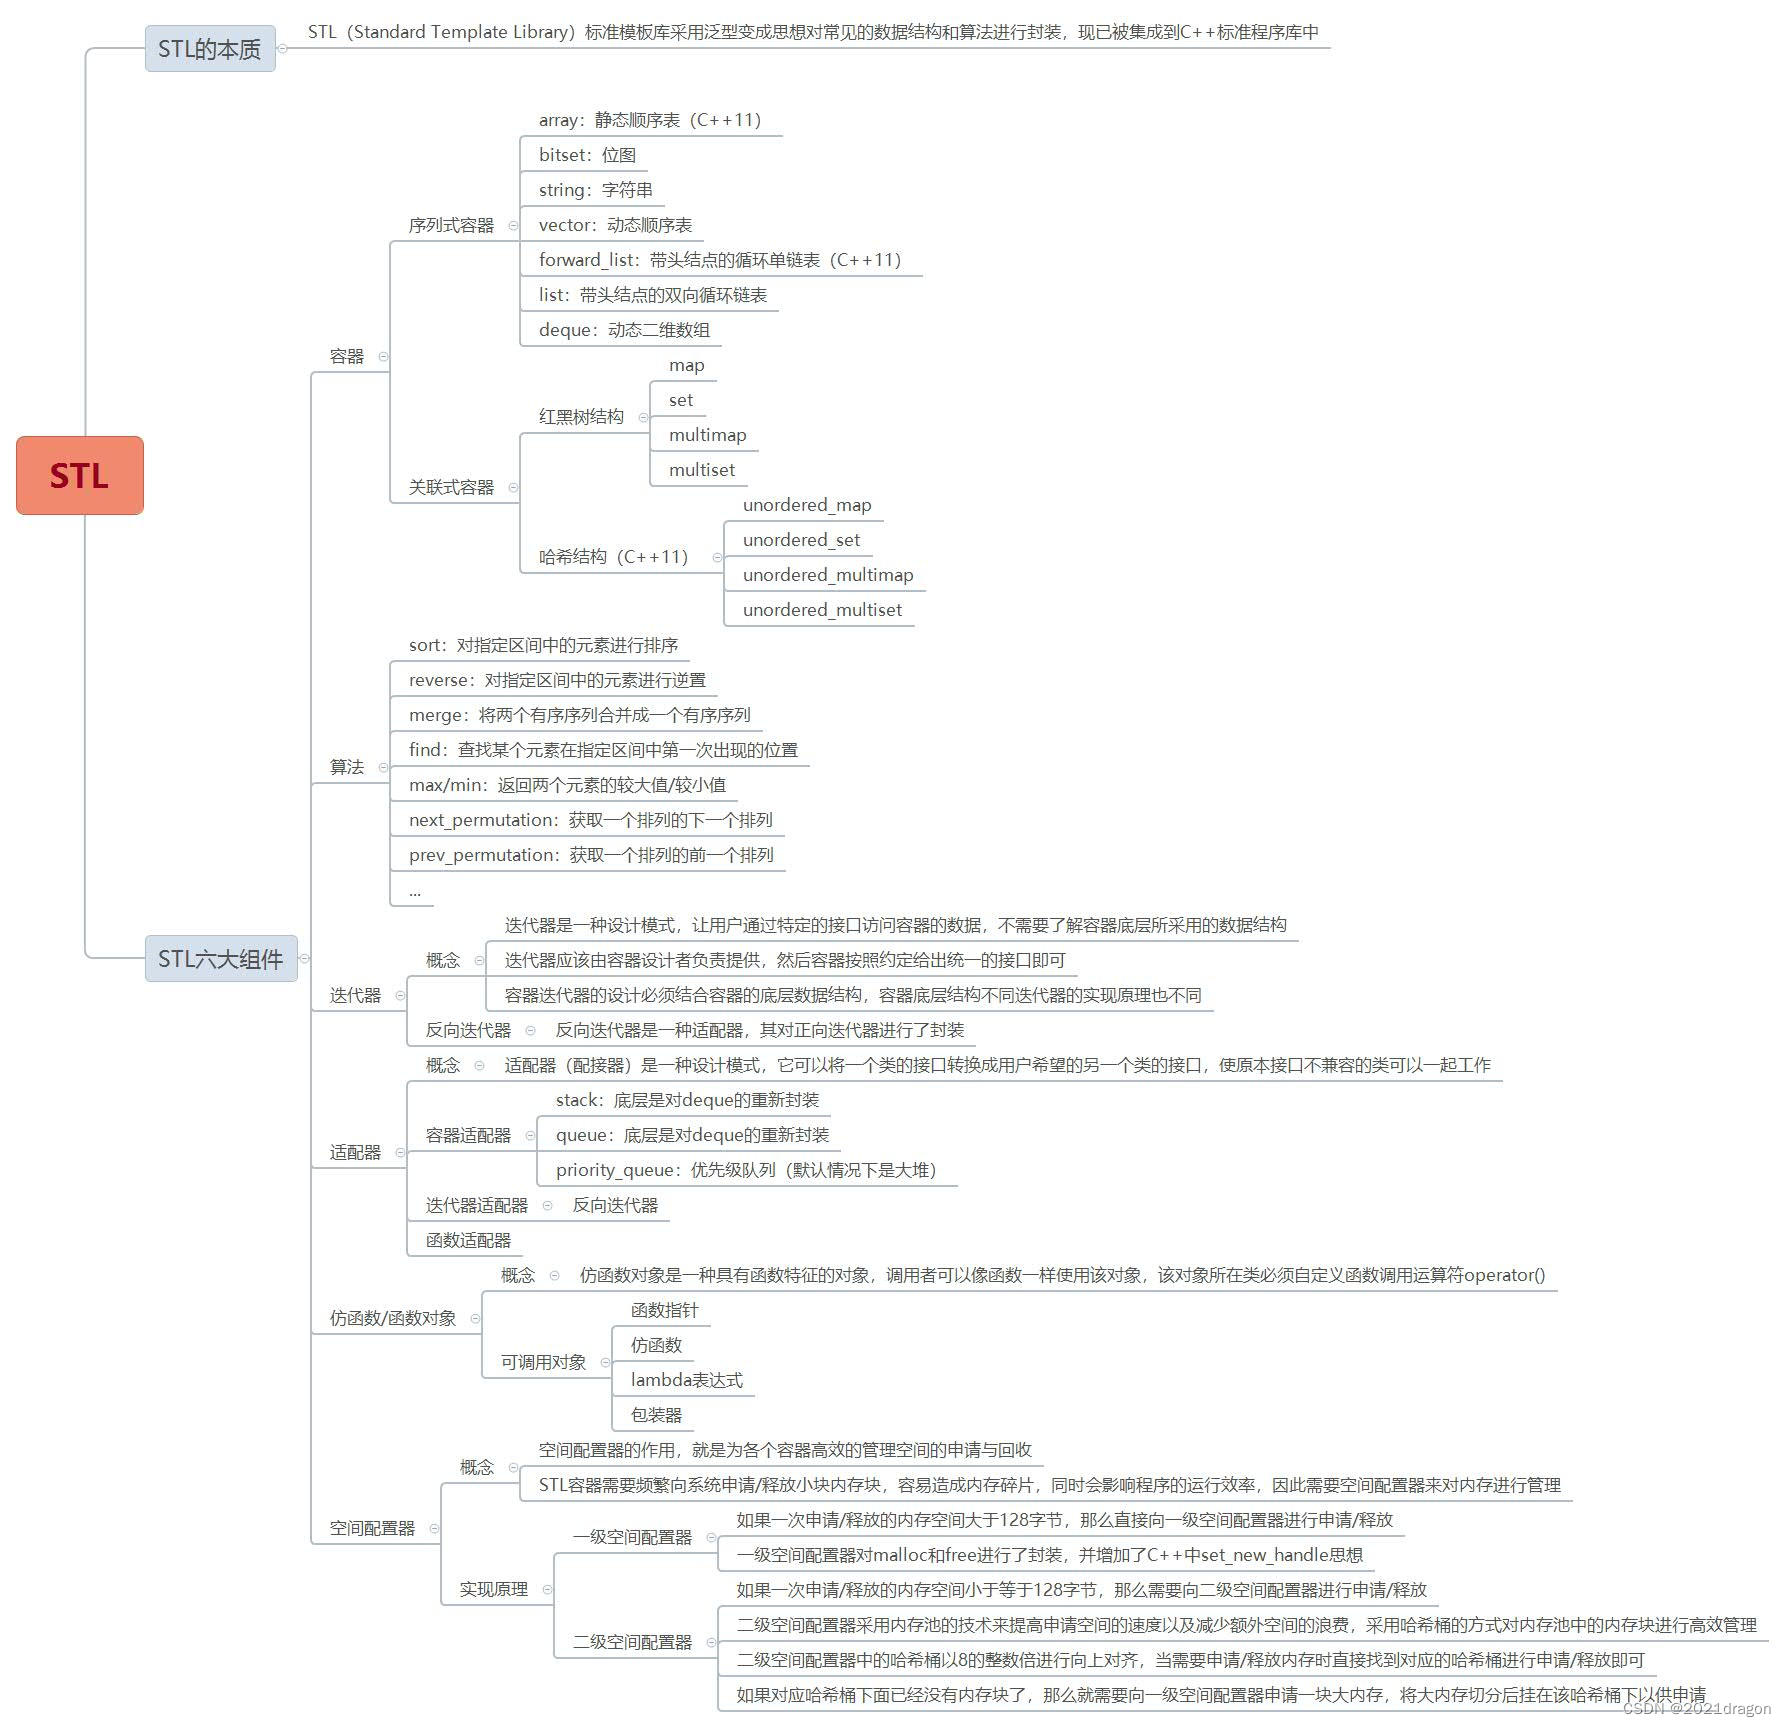 STL
STL的本质
STL（Standard Template Library）标准模板库采用泛型变成思想对常见的数据结构和算法进行封装，现已被集成到C++标准程序库中
STL六大组件
容器
序列式容器
array：静态顺序表（C++11）
bitset：位图
string：字符串
vector：动态顺序表
forward_list：带头结点的循环单链表（C++11）
list：带头结点的双向循环链表
deque：动态二维数组
关联式容器
红黑树结构
map
set
multimap
multiset
哈希结构（C++11）
unordered_map
unordered_set
unordered_multimap
unordered_multiset
算法
sort：对指定区间中的元素进行排序
reverse：对指定区间中的元素进行逆置
merge：将两个有序序列合并成一个有序序列
find：查找某个元素在指定区间中第一次出现的位置
max/min：返回两个元素的较大值/较小值
next_permutation：获取一个排列的下一个排列
prev_permutation：获取一个排列的前一个排列
...
迭代器
概念
迭代器是一种设计模式，让用户通过特定的接口访问容器的数据，不需要了解容器底层所采用的数据结构
迭代器应该由容器设计者负责提供，然后容器按照约定给出统一的接口即可
容器迭代器的设计必须结合容器的底层数据结构，容器底层结构不同迭代器的实现原理也不同
反向迭代器
反向迭代器是一种适配器，其对正向迭代器进行了封装
适配器
概念
适配器（配接器）是一种设计模式，它可以将一个类的接口转换成用户希望的另一个类的接口，使原本接口不兼容的类可以一起工作
容器适配器
stack：底层是对deque的重新封装
queue：底层是对deque的重新封装
priority_queue：优先级队列（默认情况下是大堆）
迭代器适配器
反向迭代器
函数适配器
仿函数/函数对象
概念
仿函数对象是一种具有函数特征的对象，调用者可以像函数一样使用该对象，该对象所在类必须自定义函数调用运算符operator()
可调用对象
函数指针
仿函数
lambda表达式
包装器
空间配置器
概念
空间配置器的作用，就是为各个容器高效的管理空间的申请与回收
STL容器需要频繁向系统申请/释放小块内存块，容易造成内存碎片，同时会影响程序的运行效率，因此需要空间配置器来对内存进行管理
实现原理
一级空间配置器
如果一次申请/释放的内存空间大于128字节，那么直接向一级空间配置器进行申请/释放
一级空间配置器对malloc和free进行了封装，并增加了C++中set_new_handle思想
二级空间配置器
如果一次申请/释放的内存空间小于等于128字节，那么需要向二级空间配置器进行申请/释放
二级空间配置器采用内存池的技术来提高申请空间的速度以及减少额外空间的浪费，采用哈希桶的方式对内存池中的内存块进行高效管理
二级空间配置器中的哈希桶以8的整数倍进行向上对齐，当需要申请/释放内存时直接找到对应的哈希桶进行申请/释放即可
如果对应哈希桶下面已经没有内存块了，那么就需要向一级空间配置器申请一块大内存，将大内存切分后挂在该哈希桶下以供申请
CSDN @2021dragon